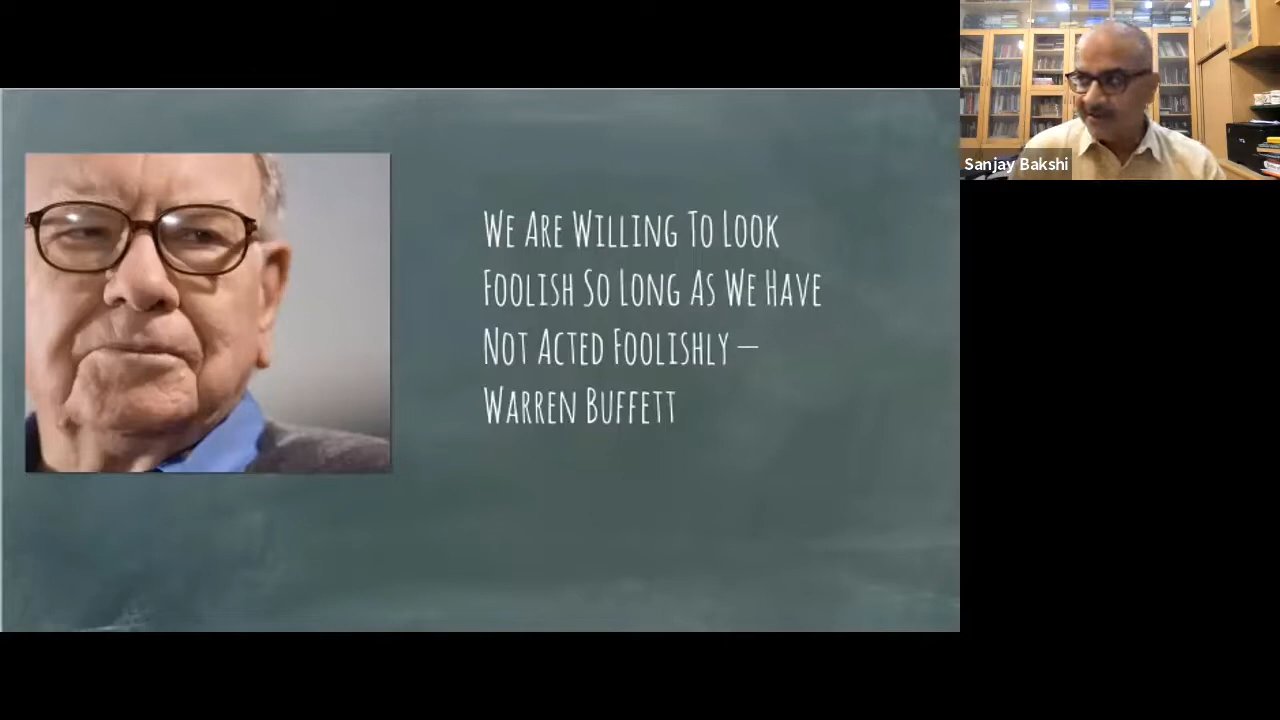 We Are Willing To Look
Foolish So Long As We Have
Not Acted Foolishly —
Warren Buffett
Sanjay Bakshi